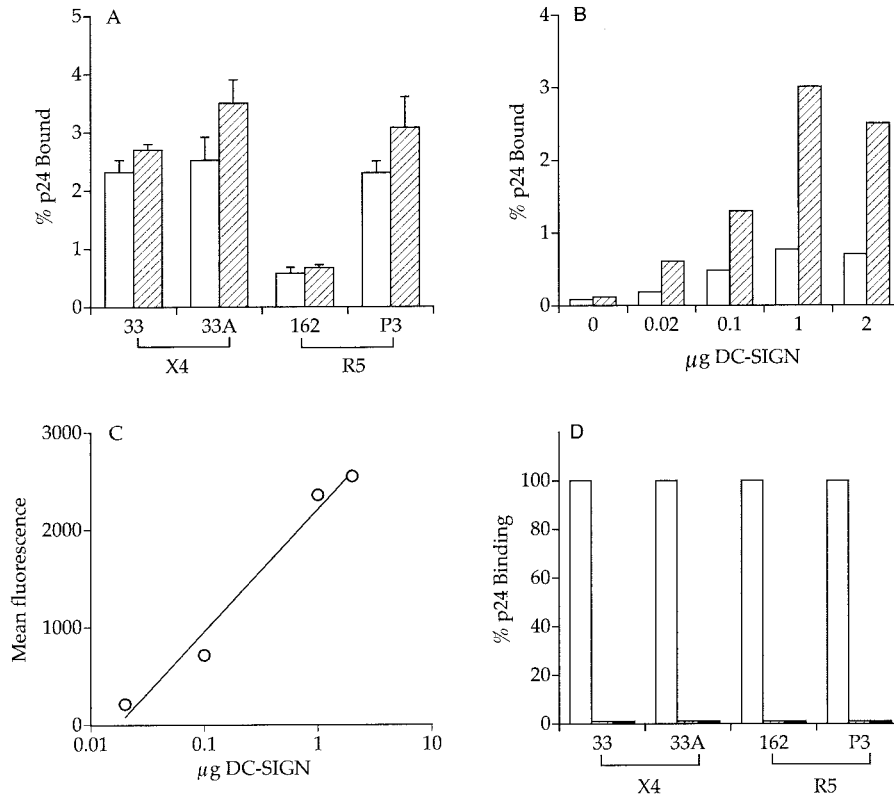 A
% p24 Bound
5
4
3
2
1
0
33
33A
162
P3
X4
R5
B
% p24 Bound
4
3
2
1
0
0
0.02
0.1
1
2
µg DC-SIGN
C
Mean fluorescence
3000
2000
1000
0
0.01
0.1
1
10
µg DC-SIGN
D
% p24 Binding
100
80
60
40
20
0
33
33A
162
P3
X4
R5